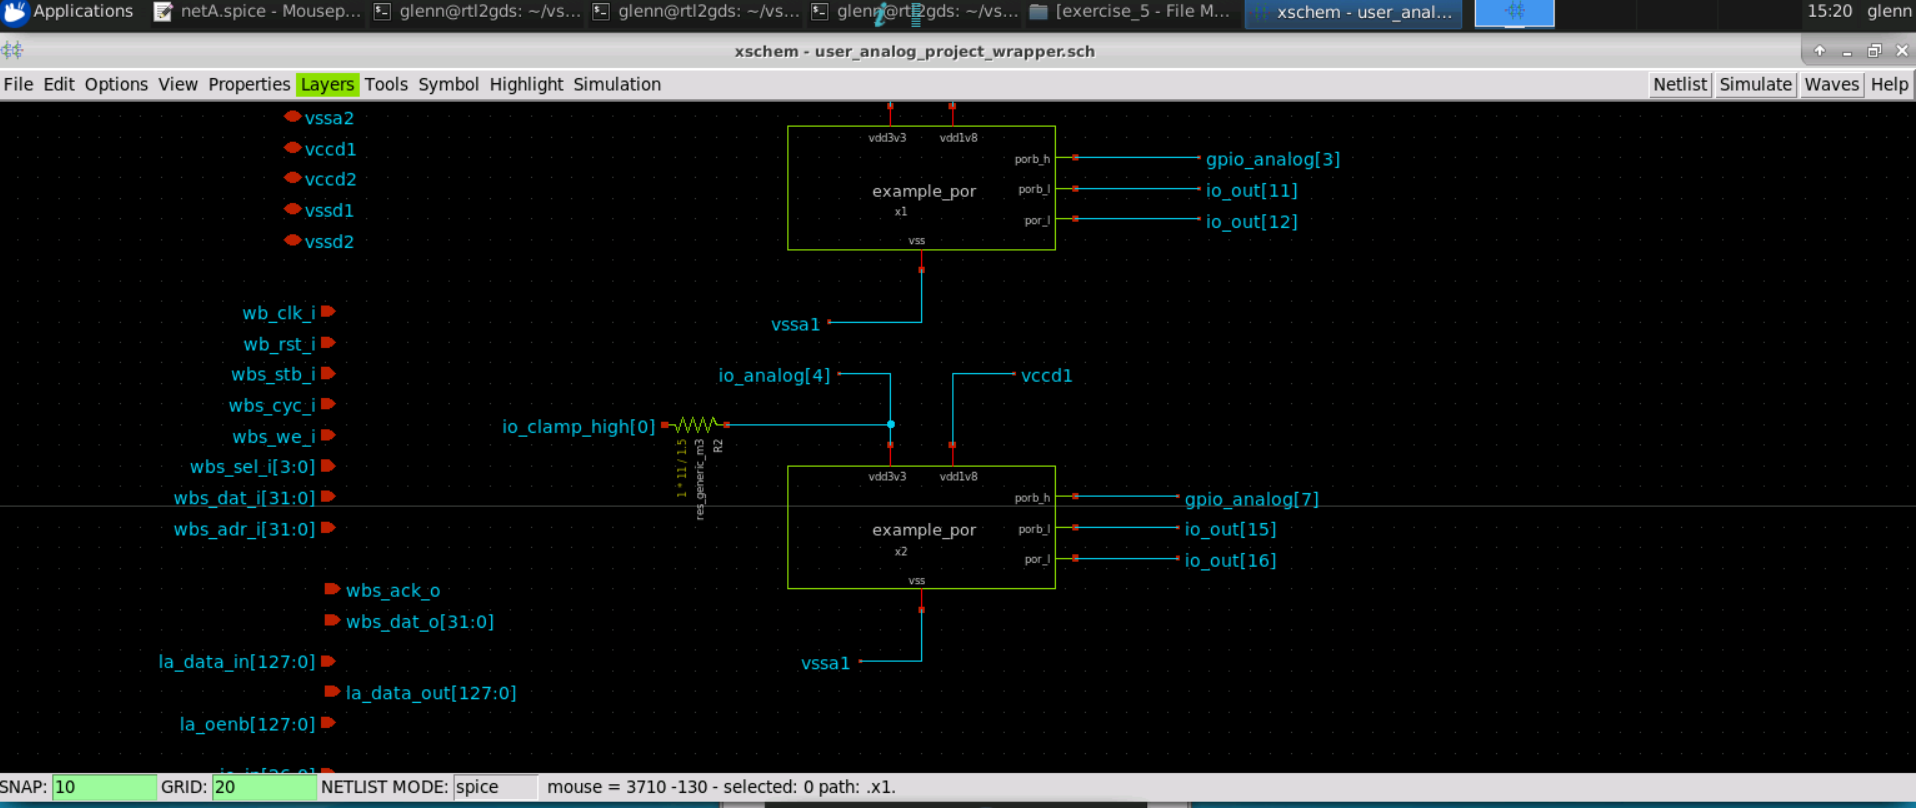 Applications netA.spice - Mousep... glenn@rtl2gds: ~/vs... glenn@rtl2gds: ~/vs... glenn@rtl2gds: ~/vs... [exercise_5 - File M... xschem - user_anal... 15:20 glenn
xschem - user_analog_project_wrapper.sch
File Edit Options View Properties Layers Tools Symbol Highlight Simulation Netlist Simulate Waves Help
vssa2
vccd1
vccd2
vssd1
vssd2
vdd3v3 vdd1v8
porb_h gpio_analog[3]
example_por porb_l io_out[11]
x1
por_l io_out[12]
vss
vssa1
wb_clk_i
wb_rst_i
wbs_stb_i
wbs_cyc_i
wbs_we_i
wbs_sel_i[3:0]
wbs_dat_i[31:0]
wbs_adr_i[31:0]
io_analog[4] vccd1
io_clamp_high[0]
1 * 11 / 1.5
res_generic_m3
R2
vdd3v3 vdd1v8
porb_h gpio_analog[7]
example_por porb_l io_out[15]
x2
por_l io_out[16]
vss
vssa1
wbs_ack_o
wbs_dat_o[31:0]
la_data_in[127:0]
la_data_out[127:0]
la_oenb[127:0]
SNAP: 10 GRID: 20 NETLIST MODE: spice mouse = 3710 -130 - selected: 0 path: .x1.